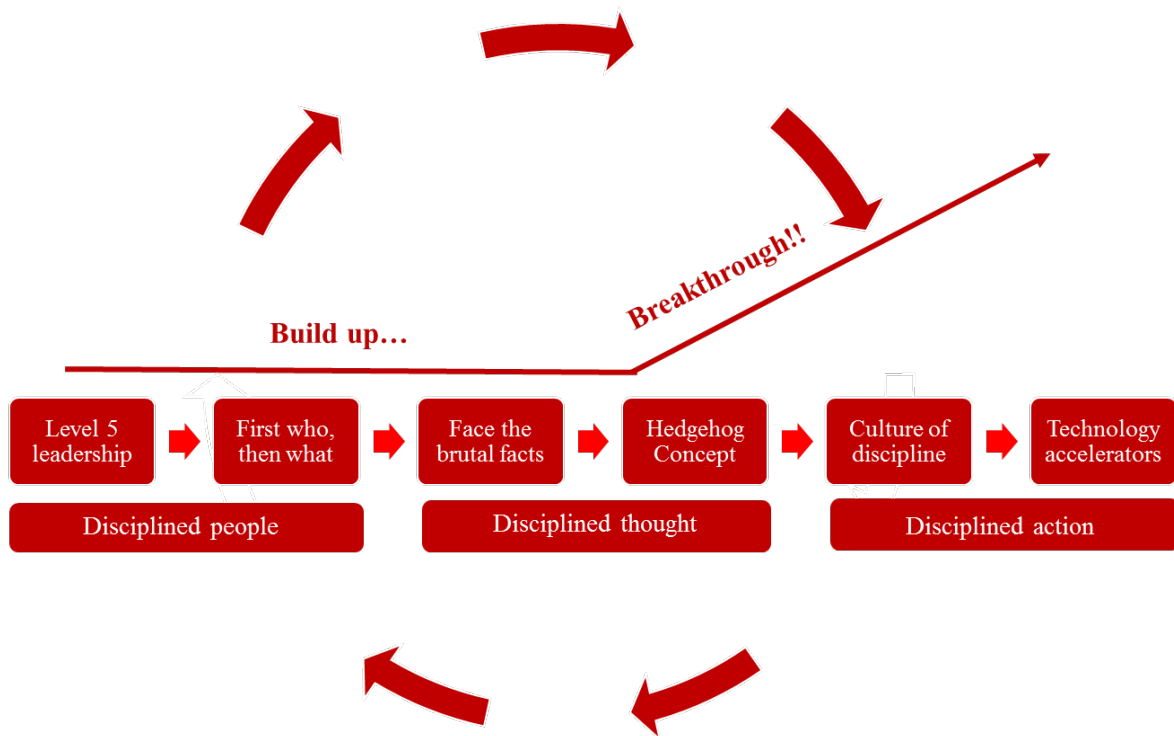 Breakthrough!!
Build up…
Level 5
leadership
First who,
then what
Face the
brutal facts
Hedgehog
Concept
Culture of
discipline
Technology
accelerators
Disciplined people
Disciplined thought
Disciplined action